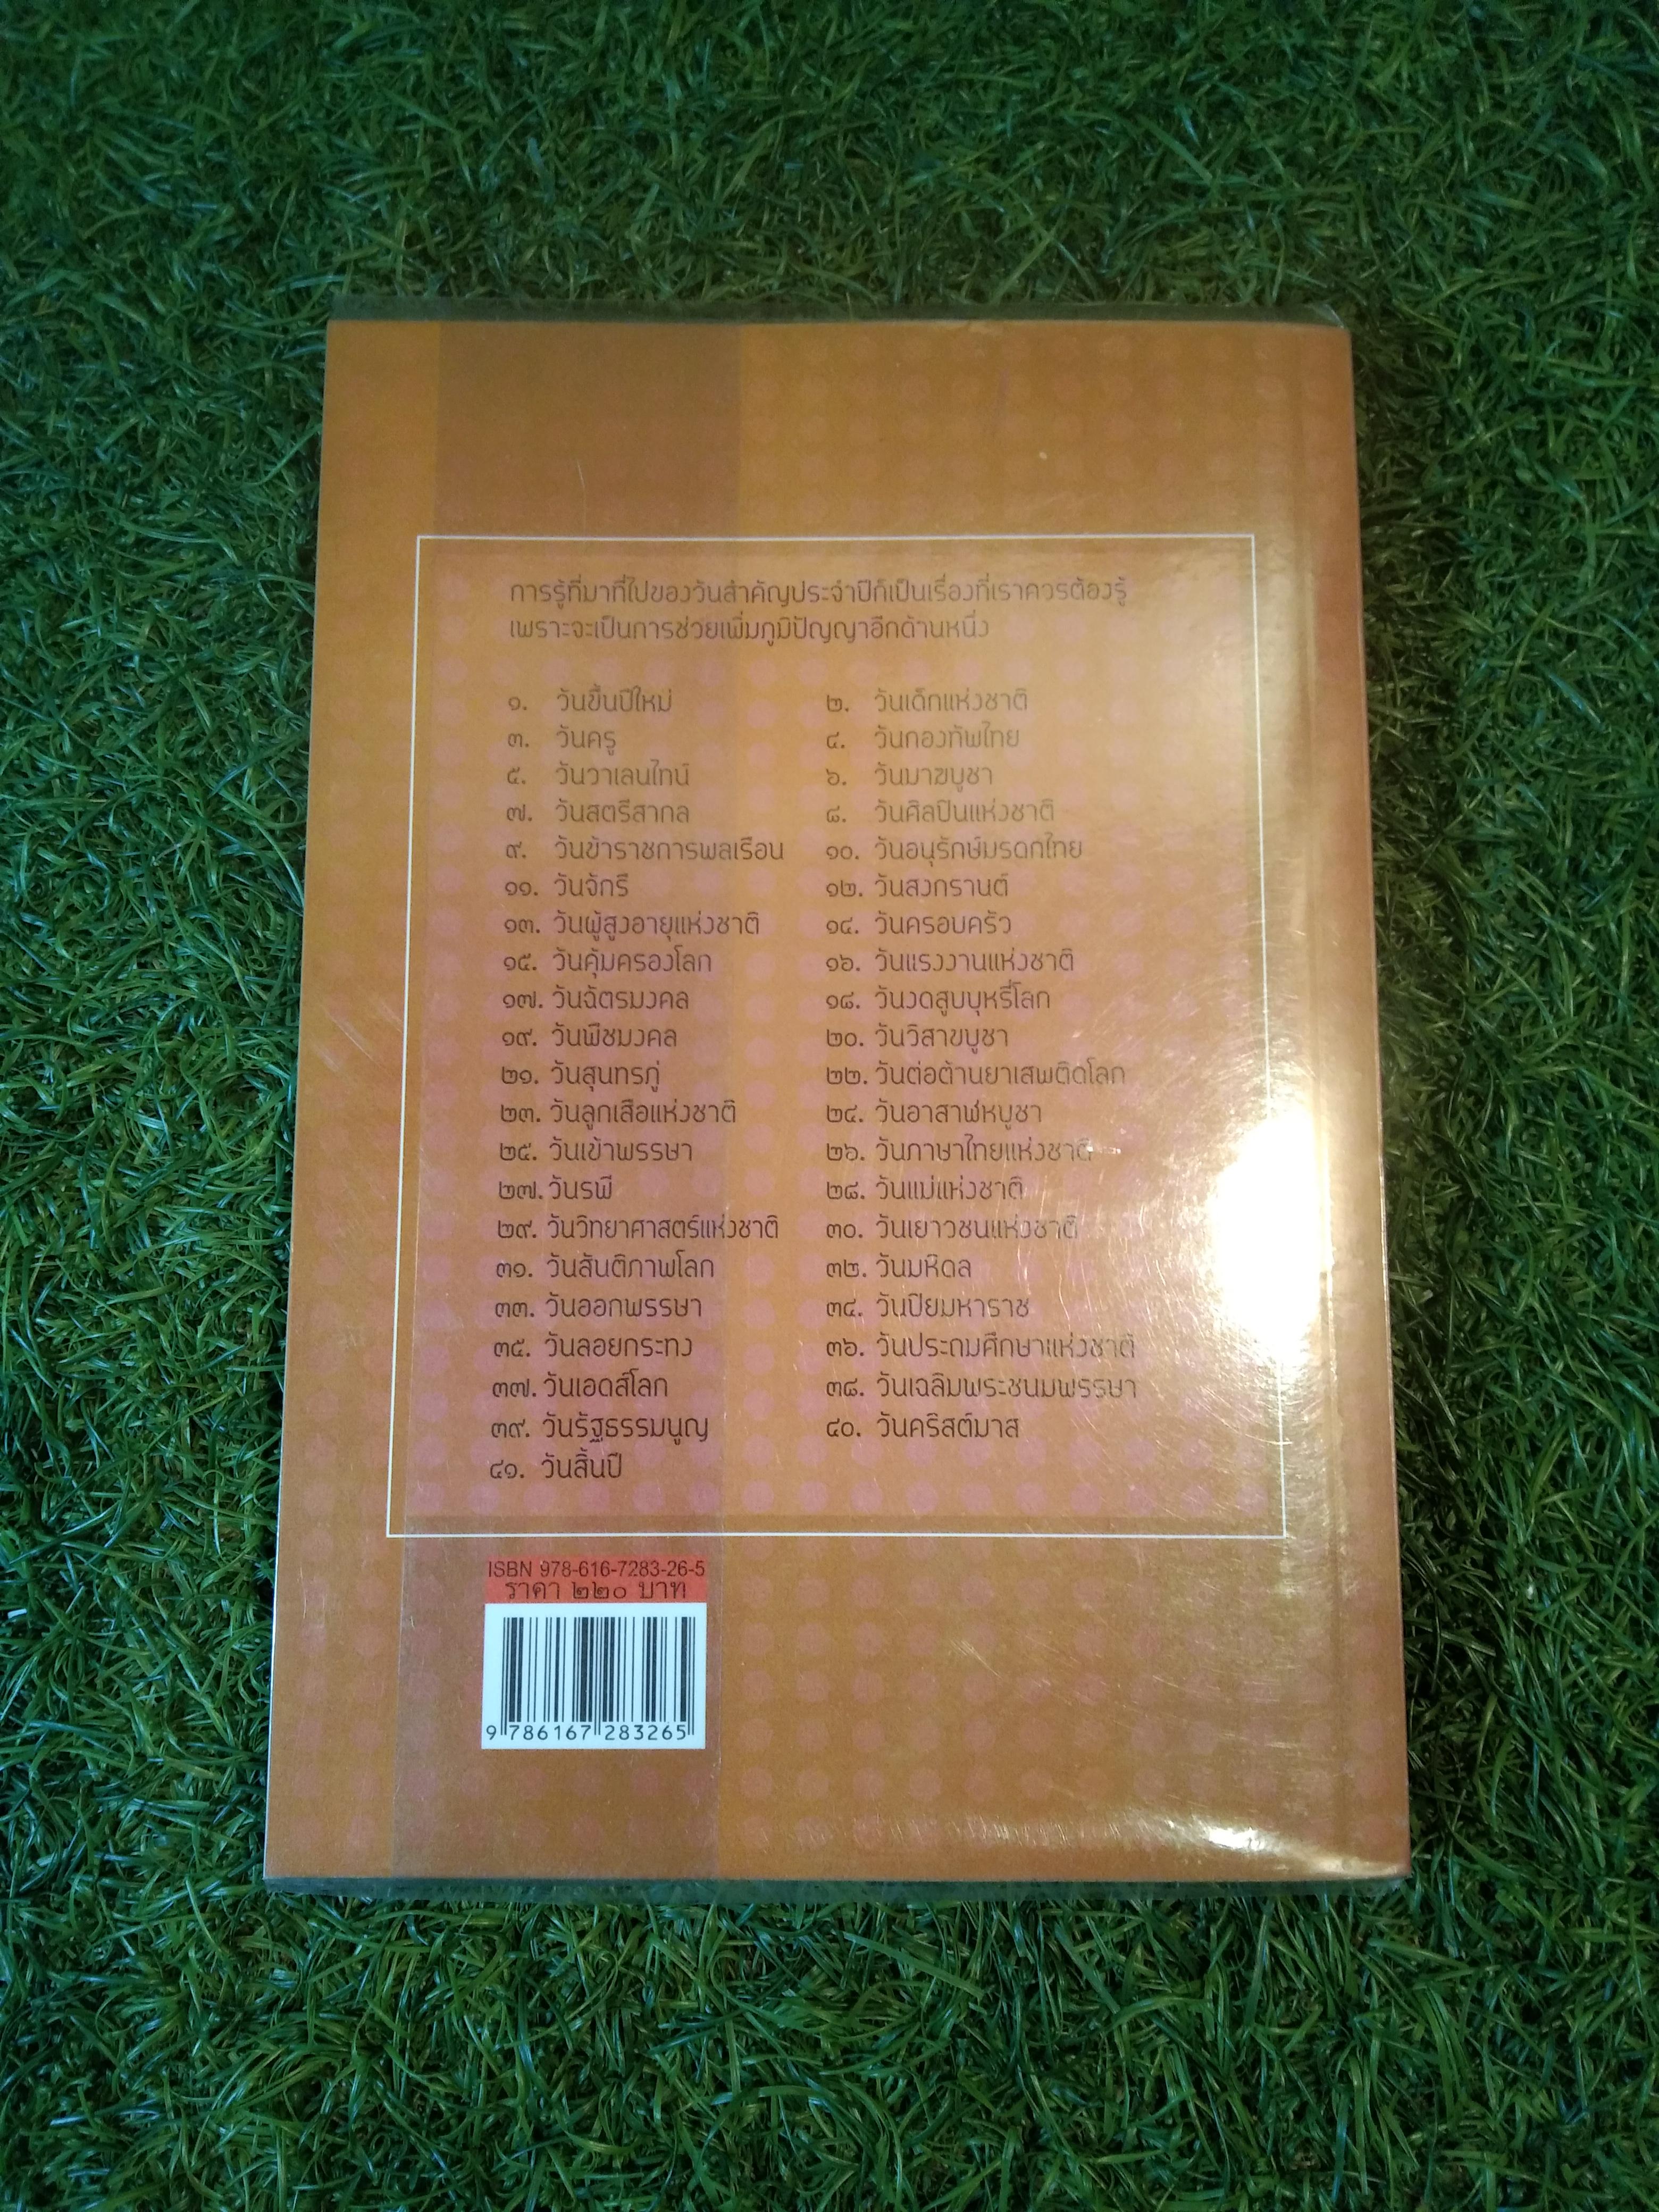 การรู้ที่มาที่ไปของวันสำคัญประจำปีก็เป็นเรื่องที่เราควรต้องรู้
เพราะจะเป็นการช่วยเพิ่มภูมิปัญญาอีกด้านหนึ่ง
๑. วันขึ้นปีใหม่ ๒. วันเด็กแห่งชาติ
๓. วันครู ๔. วันกองทัพไทย
๕. วันวาเลนไทน์ ๖. วันมาฆบูชา
๗. วันสตรีสากล ๘. วันศิลปินแห่งชาติ
๙. วันข้าราชการพลเรือน ๑๐. วันอนุรักษ์มรดกไทย
๑๑. วันจักรี ๑๒. วันสงกรานต์
๑๓. วันผู้สูงอายุแห่งชาติ ๑๔. วันครอบครัว
๑๕. วันคุ้มครองโลก ๑๖. วันแรงงานแห่งชาติ
๑๗. วันฉัตรมงคล ๑๘. วันงดสูบบุหรี่โลก
๑๙. วันพืชมงคล ๒๐. วันวิสาขบูชา
๒๑. วันสุนทรภู่ ๒๒. วันต่อต้านยาเสพติดโลก
๒๓. วันลูกเสือแห่งชาติ ๒๔. วันอาสาฬหบูชา
๒๕. วันเข้าพรรษา ๒๖. วันภาษาไทยแห่งชาติ
๒๗. วันรพี ๒๘. วันแม่แห่งชาติ
๒๙. วันวิทยาศาสตร์แห่งชาติ ๓๐. วันเยาวชนแห่งชาติ
๓๑. วันสันติภาพโลก ๓๒. วันมหิดล
๓๓. วันออกพรรษา ๓๔. วันปิยมหาราช
๓๕. วันลอยกระทง ๓๖. วันประถมศึกษาแห่งชาติ
๓๗. วันเอดส์โลก ๓๘. วันเฉลิมพระชนมพรรษา
๓๙. วันรัฐธรรมนูญ ๔๐. วันคริสต์มาส
๔๑. วันสิ้นปี
ISBN 978-616-7283-26-5
ราคา ๒๒๐ บาท
9 786167 283265